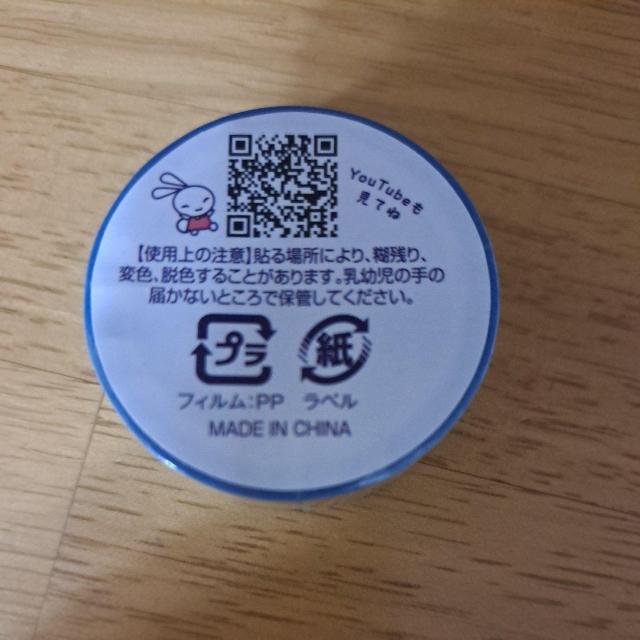 YouTubeも
見てね
【使用上の注意】貼る場所により、糊残り、
変色、脱色することがあります。乳幼児の手の
届かないところで保管してください。
プラ 紙
フィルム:PP ラベル
MADE IN CHINA